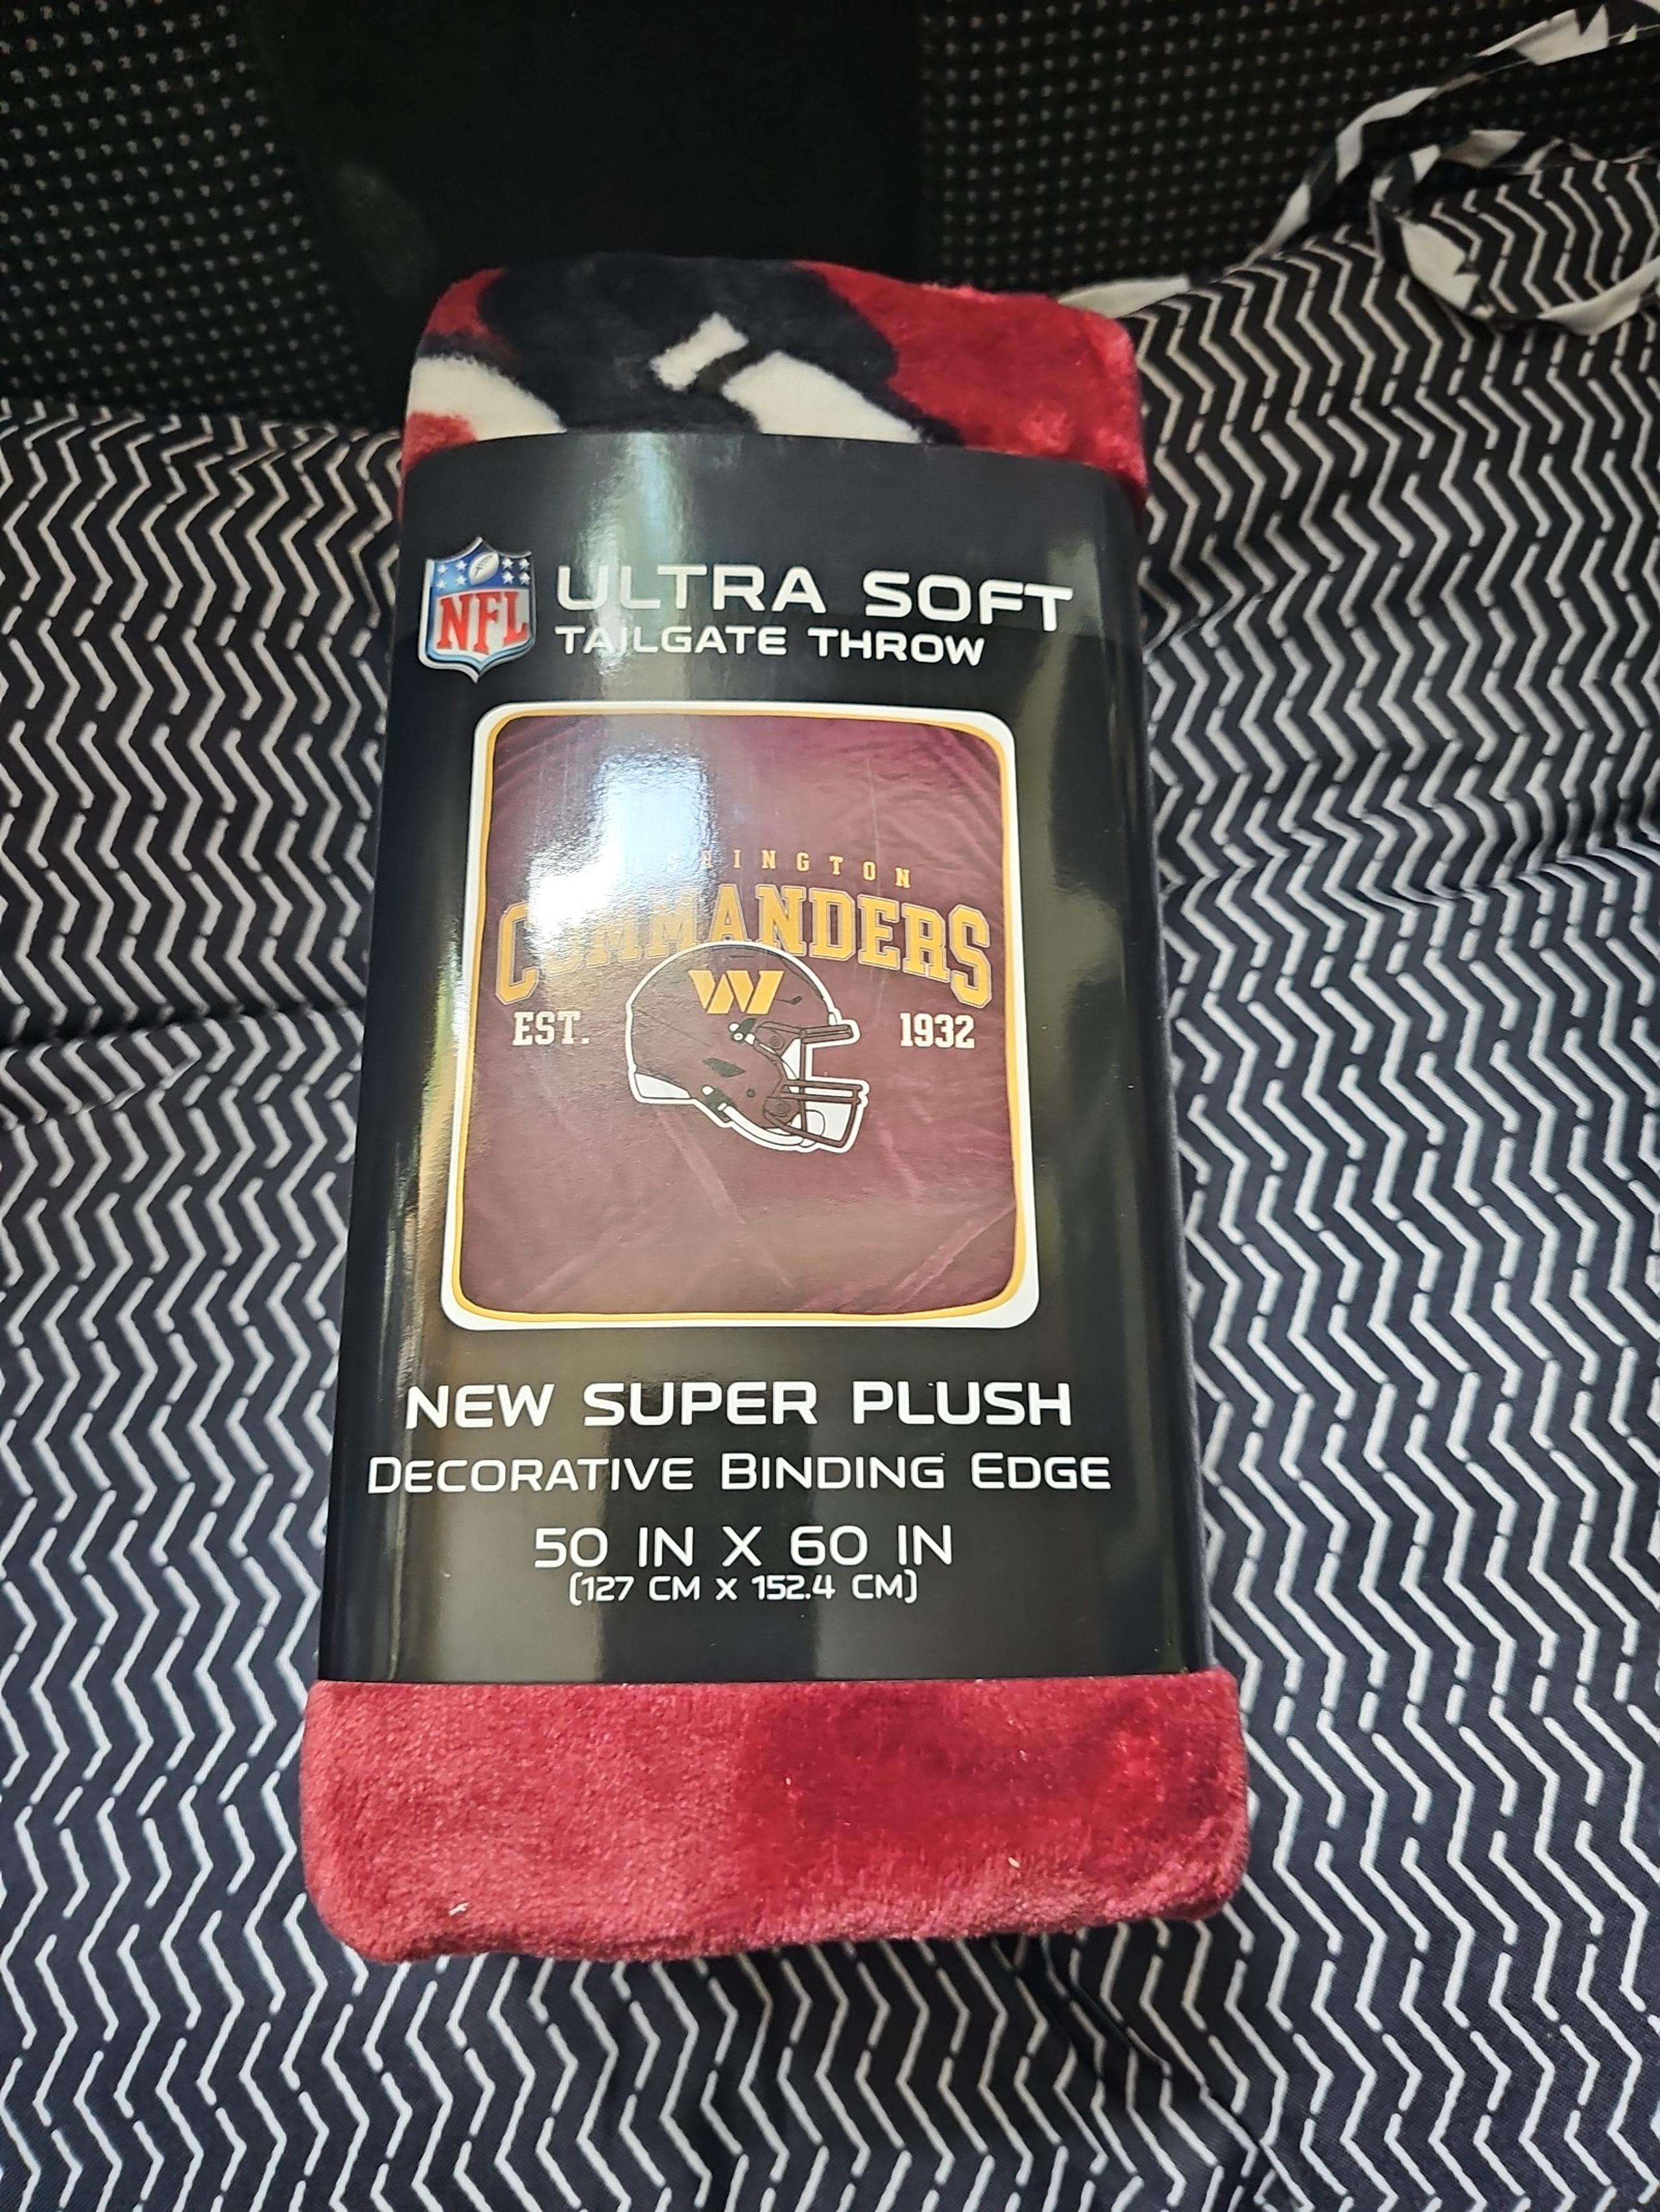 NFL
ULTRA SOFT
TAILGATE THROW
COMMANDERS
EST.
1932
NEW SUPER PLUSH
DECORATIVE BINDING EDGE
50 IN X 60 IN
(127 CM X 152.4 CM)